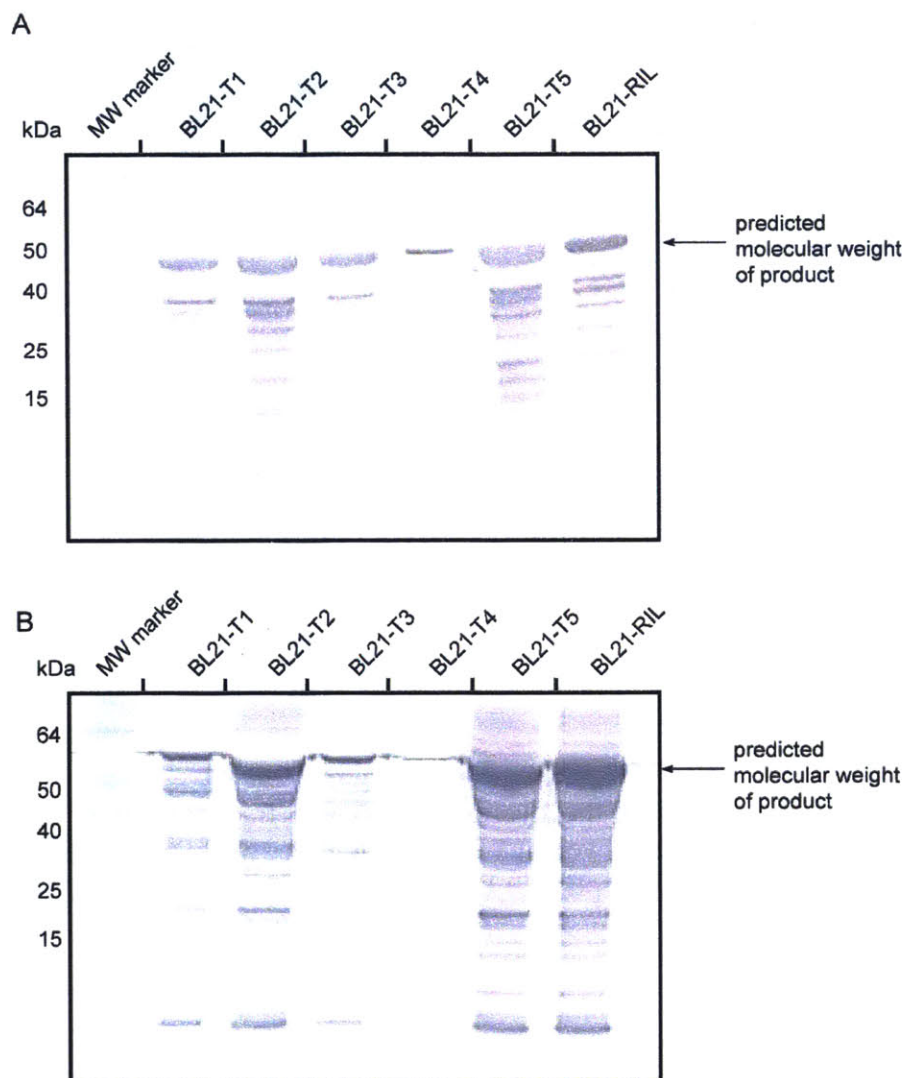 A
kDa
MW marker
BL21-T1
BL21-T2
BL21-T3
BL21-T4
BL21-T5
BL21-RIL
64
50
40
25
15
predicted
molecular weight
of product
B
kDa
MW marker
BL21-T1
BL21-T2
BL21-T3
BL21-T4
BL21-T5
BL21-RIL
64
50
40
25
15
predicted
molecular weight
of product